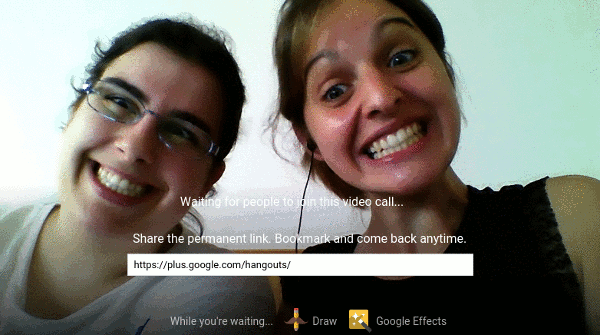 Waiting for people to join this video call...
Share the permanent link. Bookmark and come back anytime.
https://plus.google.com/hangouts/
While you're waiting... Draw Google Effects